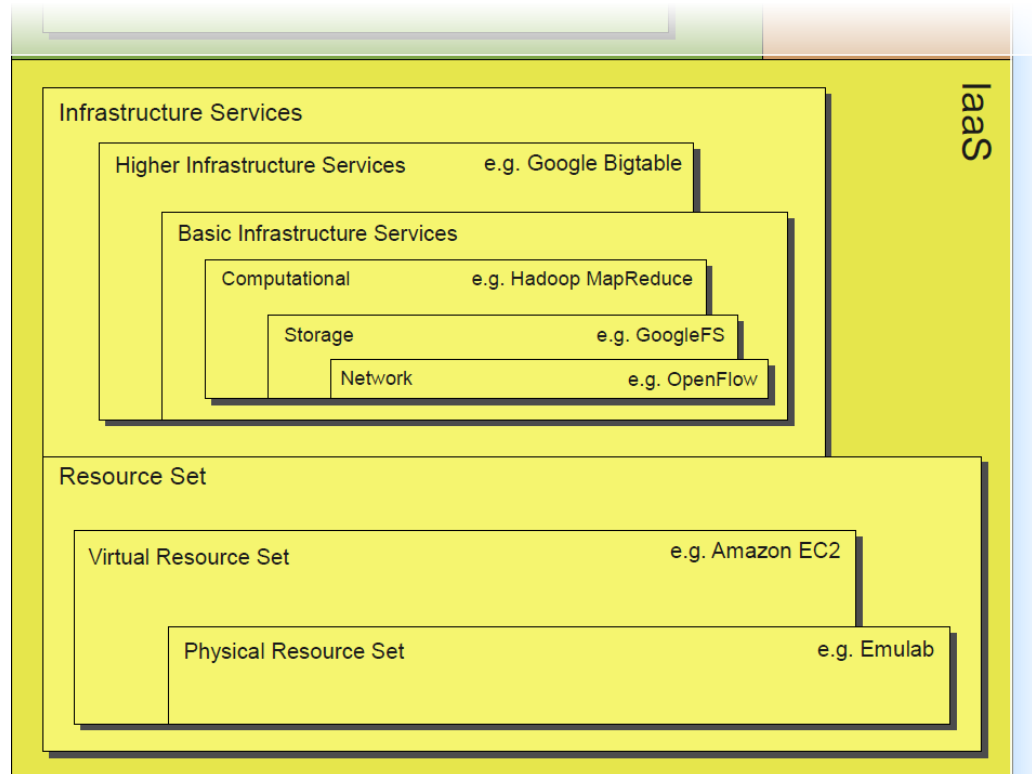 IaaS
Infrastructure Services
Higher Infrastructure Services e.g. Google Bigtable
Basic Infrastructure Services
Computational e.g. Hadoop MapReduce
Storage e.g. GoogleFS
Network e.g. OpenFlow
Resource Set
Virtual Resource Set e.g. Amazon EC2
Physical Resource Set e.g. Emulab